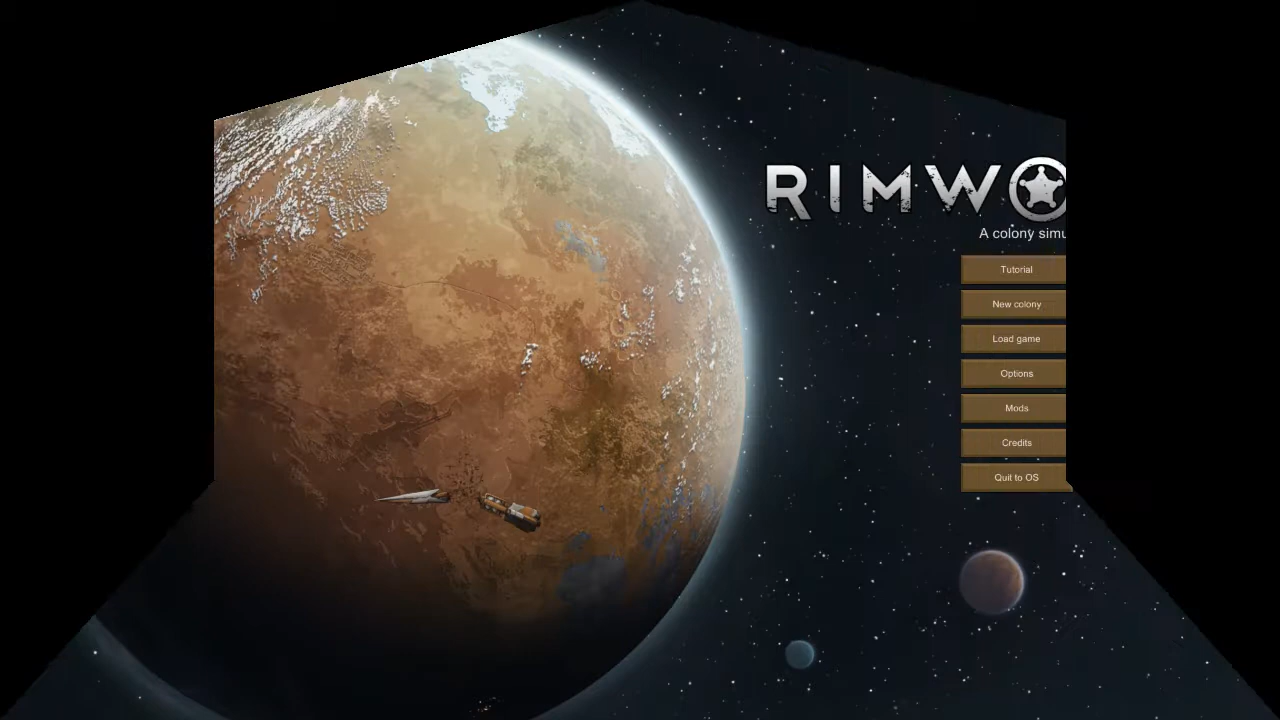 RIMWO
A colony simu
Tutorial
New colony
Load game
Options
Mods
Credits
Quit to OS